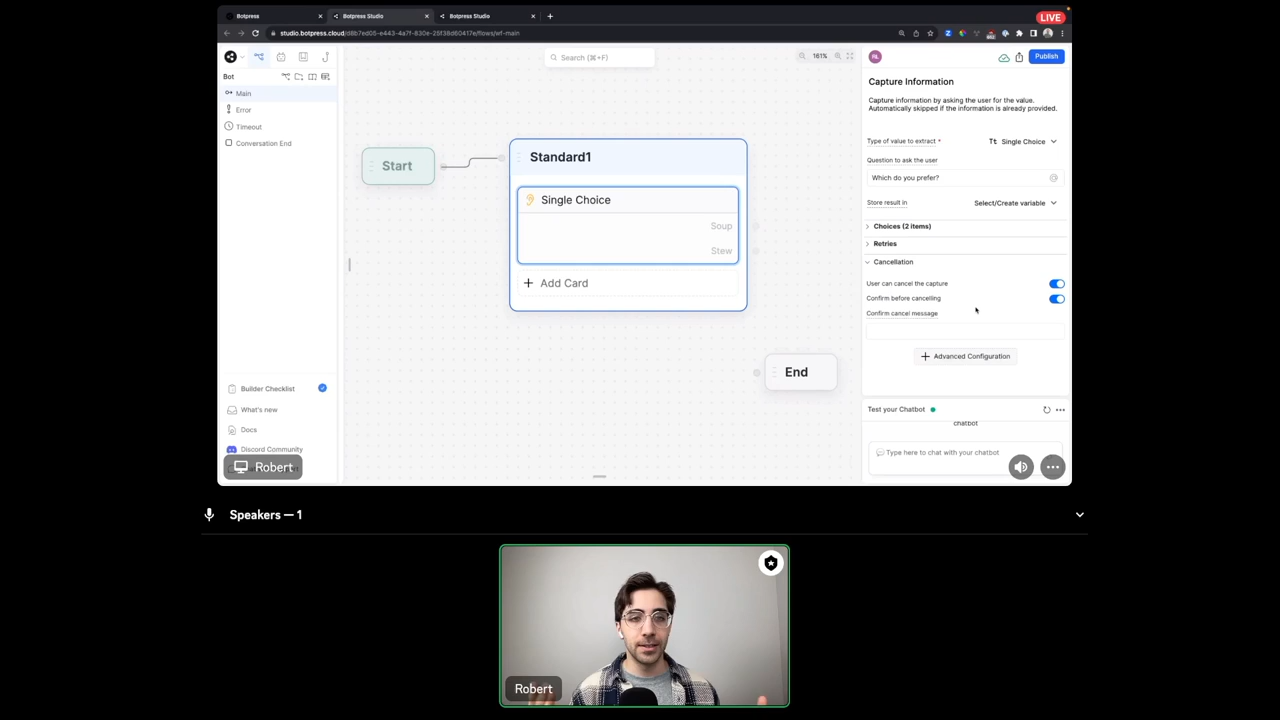 Botpress
Botpress Studio
Botpress Studio
LIVE
studio.botpress.cloud/d8b7ed05-e443-4a7f-830e-25f38d60417e/flows/wf-main
Search (⌘+F)
161%
RL
Publish
Bot
Main
Error
Timeout
Conversation End
Start
Standard1
Single Choice
Soup
Stew
Add Card
End
Capture Information
Capture information by asking the user for the value.
Automatically skipped if the information is already provided.
Type of value to extract *
Tt Single Choice
Question to ask the user
Which do you prefer?
Store result in
Select/Create variable
Choices (2 items)
Retries
Cancellation
User can cancel the capture
Confirm before cancelling
Confirm cancel message
Advanced Configuration
Builder Checklist
What's new
Docs
Discord Community
Robert
Test your Chatbot
chatbot
Type here to chat with your chatbot
Speakers — 1
Robert